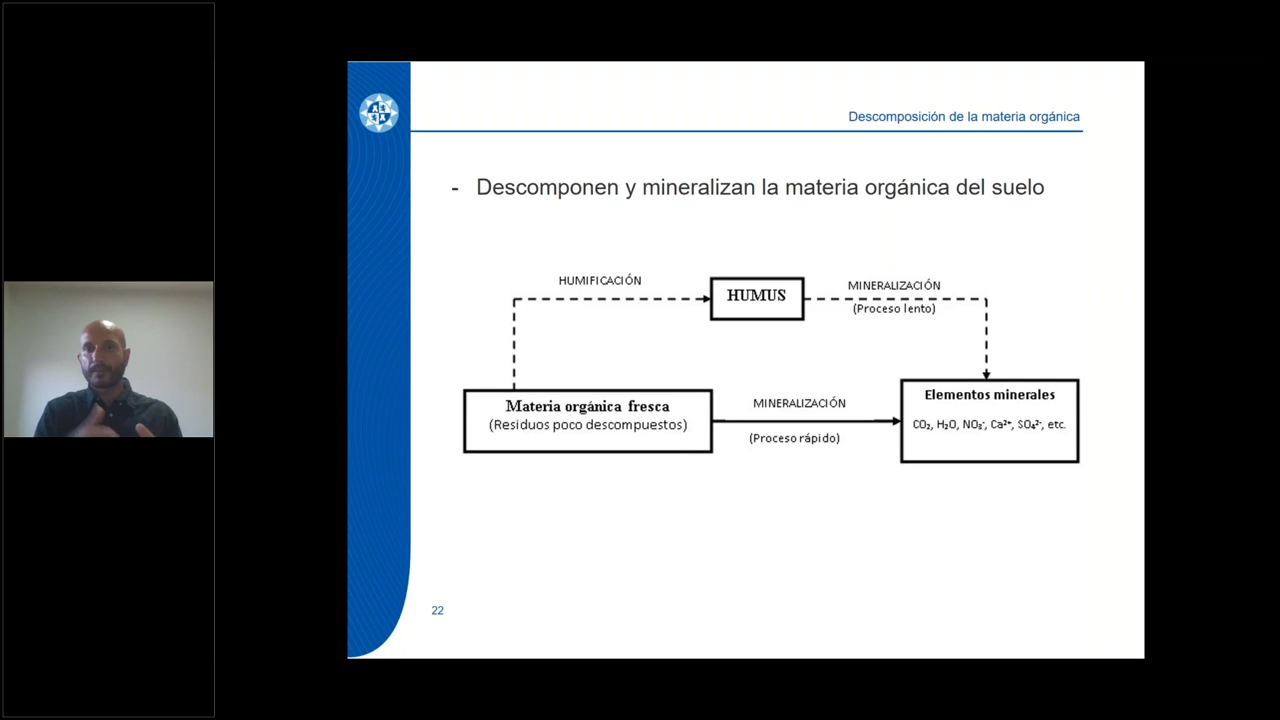 Descomposición de la materia orgánica
- Descomponen y mineralizan la materia orgánica del suelo
HUMIFICACIÓN
HUMUS
MINERALIZACIÓN
(Proceso lento)
Materia orgánica fresca
(Residuos poco descompuestos)
MINERALIZACIÓN
(Proceso rápido)
Elementos minerales
CO₂, H₂O, NO₃⁻, Ca²⁺, SO₄²⁻, etc.
22